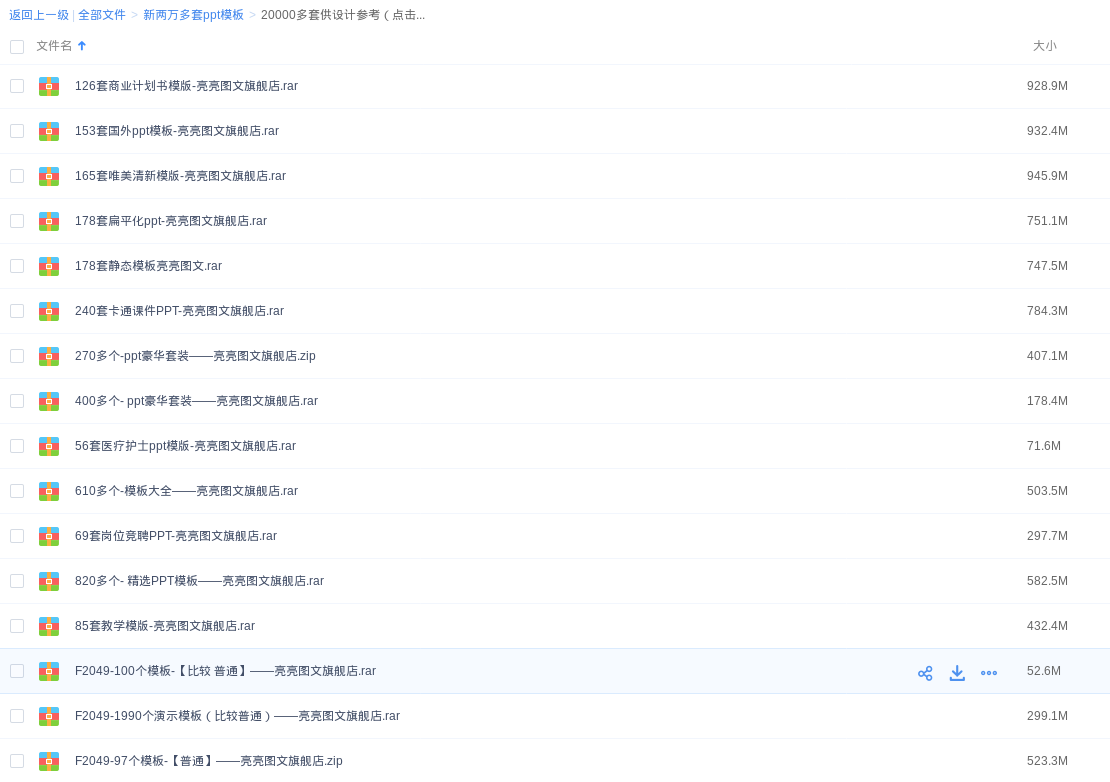 返回上一级 | 全部文件 > 新两万多套ppt模板 > 20000多套供设计参考（点击...
文件名 大小
126套商业计划书模版-亮亮图文旗舰店.rar 928.9M
153套国外ppt模板-亮亮图文旗舰店.rar 932.4M
165套唯美清新模版-亮亮图文旗舰店.rar 945.9M
178套扁平化ppt-亮亮图文旗舰店.rar 751.1M
178套静态模板亮亮图文.rar 747.5M
240套卡通课件PPT-亮亮图文旗舰店.rar 784.3M
270多个-ppt豪华套装——亮亮图文旗舰店.zip 407.1M
400多个- ppt豪华套装——亮亮图文旗舰店.rar 178.4M
56套医疗护士ppt模版-亮亮图文旗舰店.rar 71.6M
610多个-模板大全——亮亮图文旗舰店.rar 503.5M
69套岗位竞聘PPT-亮亮图文旗舰店.rar 297.7M
820多个- 精选PPT模板——亮亮图文旗舰店.rar 582.5M
85套教学模版-亮亮图文旗舰店.rar 432.4M
F2049-100个模板-【比较 普通】——亮亮图文旗舰店.rar 52.6M
F2049-1990个演示模板（比较普通）——亮亮图文旗舰店.rar 299.1M
F2049-97个模板-【普通】——亮亮图文旗舰店.zip 523.3M